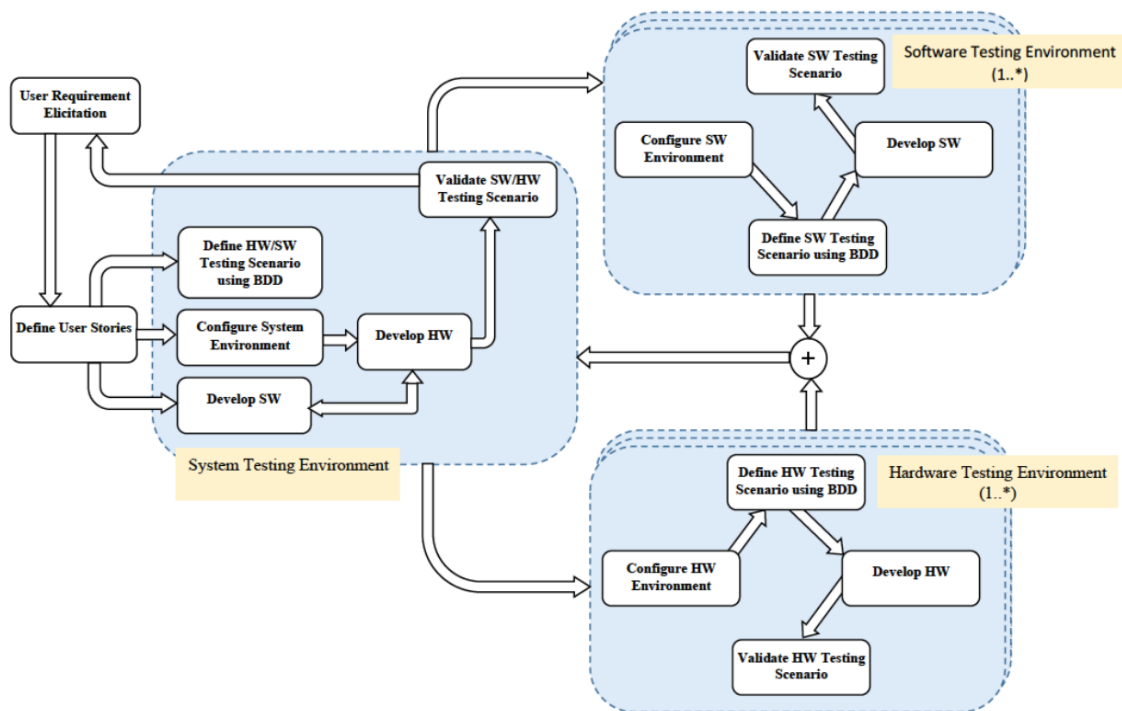 User Requirement
Elicitation
Define User Stories
Validate SW/HW
Testing Scenario
Define HW/SW
Testing Scenario
using BDD
Configure System
Environment
Develop HW
Develop SW
System Testing Environment
Software Testing Environment
(1..*)
Validate SW Testing
Scenario
Configure SW
Environment
Develop SW
Define SW Testing
Scenario using BDD
+
Hardware Testing Environment
(1..*)
Define HW Testing
Scenario using BDD
Configure HW
Environment
Develop HW
Validate HW Testing
Scenario